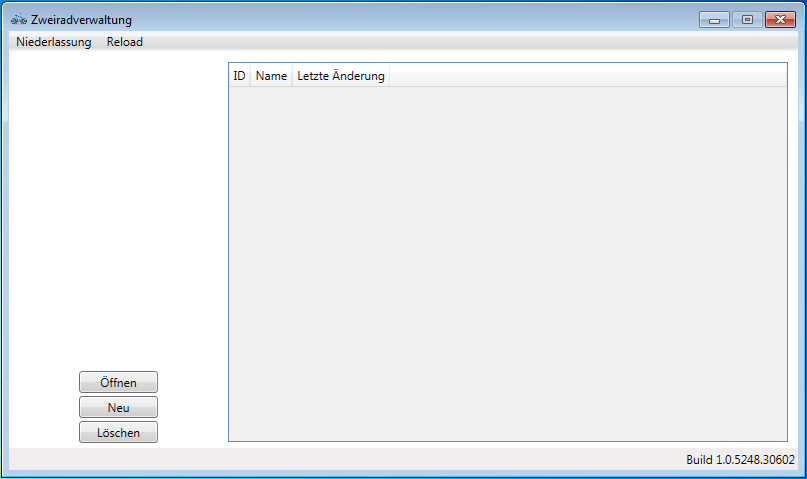 Zweiradverwaltung
Niederlassung Reload
ID Name Letzte Änderung
Öffnen
Neu
Löschen
Build 1.0.5248.30602